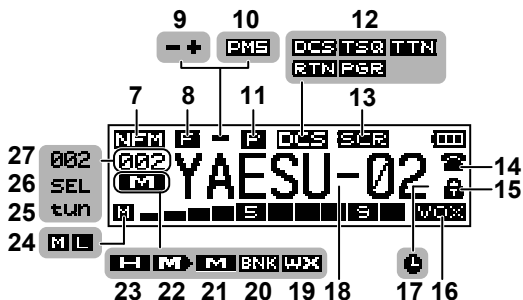 9 10 12
- + PMS DCS TSQ TTN
RTN PGR
7 8 11 13
NFM F - P DCS SCR
27 002 002 YAESU-02 14
26 SEL M 15
25 tun
24 M L M S 9 VOX
H M M BNK WX
23 22 21 20 19 18 17 16